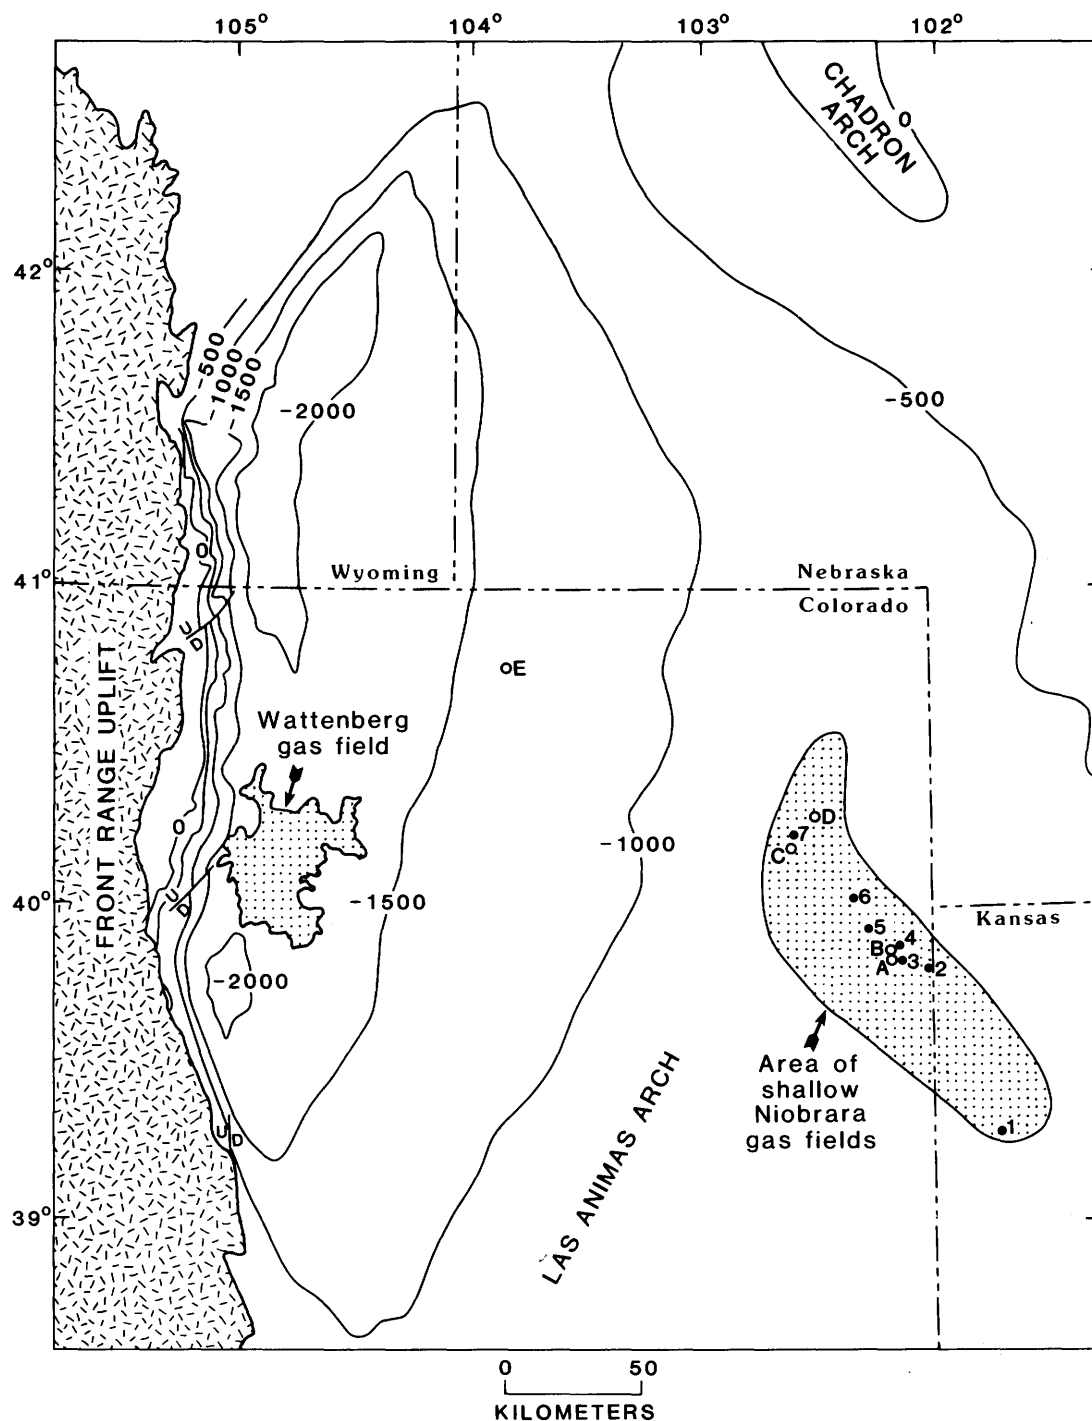 105°
104°
103°
102°
CHADRON
ARCH
0
42°
-500
-1000
-1500
-2000
-500
0
41°
Wyoming
Nebraska
Colorado
U
D
E
FRONT RANGE UPLIFT
Wattenberg
gas field
D
7
C
0
-1000
40°
U
D
-1500
6
Kansas
5
4
B
A
3
2
-2000
Area of
shallow
Niobrara
gas fields
LAS ANIMAS ARCH
U
D
1
39°
0
50
KILOMETERS